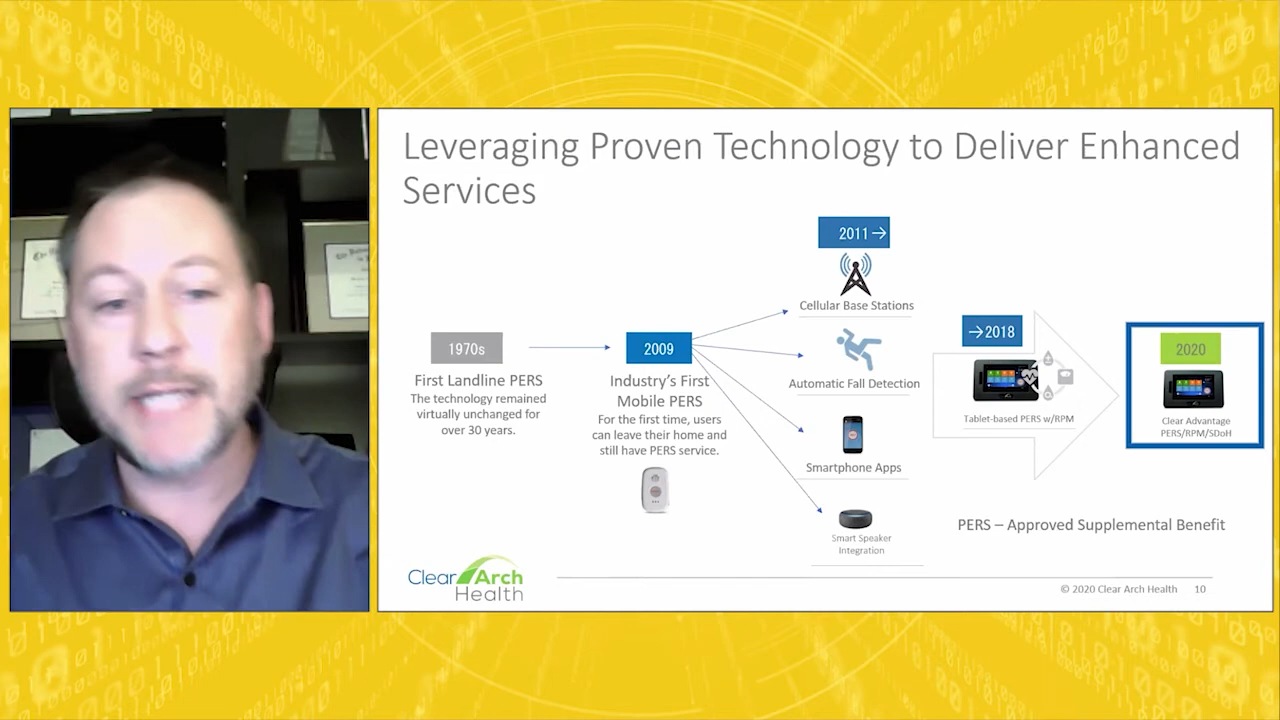 Leveraging Proven Technology to Deliver Enhanced
Services
2011→
Cellular Base Stations
→2018
1970s
2009
2020
Automatic Fall Detection
First Landline PERS
The technology remained
virtually unchanged for
over 30 years.
Industry's First
Mobile PERS
For the first time, users
can leave their home and
still have PERS service.
Tablet-based PERS w/RPM
Clear Advantage
PERS/RPM/SDoH
Smartphone Apps
Smart Speaker
Integration
PERS – Approved Supplemental Benefit
Clear Arch
Health
© 2020 Clear Arch Health 10